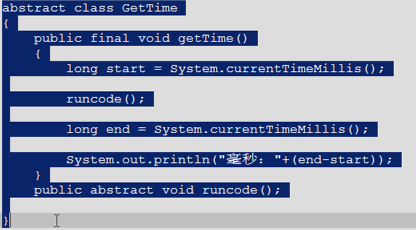 abstract class GetTime
{
public final void getTime()
{
long start = System.currentTimeMillis();
runcode();
long end = System.currentTimeMillis();
System.out.println("毫秒："+(end-start));
}
public abstract void runcode();
}